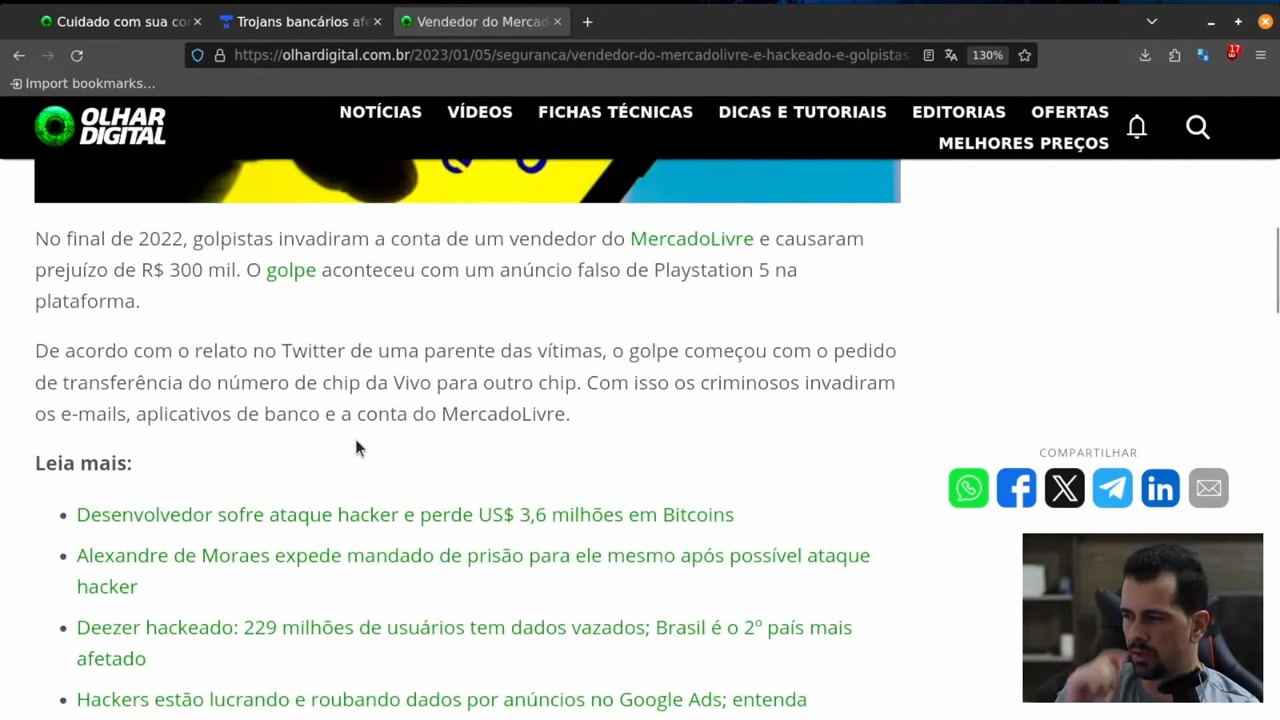 Cuidado com sua co
Trojans bancários afe
Vendedor do Mercad
https://olhardigital.com.br/2023/01/05/seguranca/vendedor-do-mercadolivre-e-hackeado-e-golpistas
130%
17
Import bookmarks...
OLHAR
DIGITAL
NOTÍCIAS VÍDEOS FICHAS TÉCNICAS DICAS E TUTORIAIS EDITORIAS OFERTAS
MELHORES PREÇOS
No final de 2022, golpistas invadiram a conta de um vendedor do MercadoLivre e causaram
prejuízo de R$ 300 mil. O golpe aconteceu com um anúncio falso de Playstation 5 na
plataforma.
De acordo com o relato no Twitter de uma parente das vítimas, o golpe começou com o pedido
de transferência do número de chip da Vivo para outro chip. Com isso os criminosos invadiram
os e-mails, aplicativos de banco e a conta do MercadoLivre.
Leia mais:
COMPARTILHAR
• Desenvolvedor sofre ataque hacker e perde US$ 3,6 milhões em Bitcoins
• Alexandre de Moraes expede mandado de prisão para ele mesmo após possível ataque
hacker
• Deezer hackeado: 229 milhões de usuários tem dados vazados; Brasil é o 2º país mais
afetado
• Hackers estão lucrando e roubando dados por anúncios no Google Ads; entenda